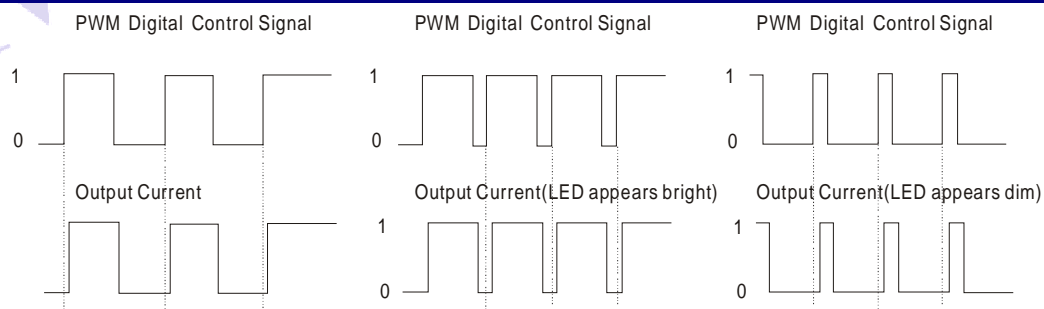 PWM Digital Control Signal PWM Digital Control Signal PWM Digital Control Signal
1 1 1
0 0 0
Output Current Output Current(LED appears bright) Output Current(LED appears dim)
1 1
0 0